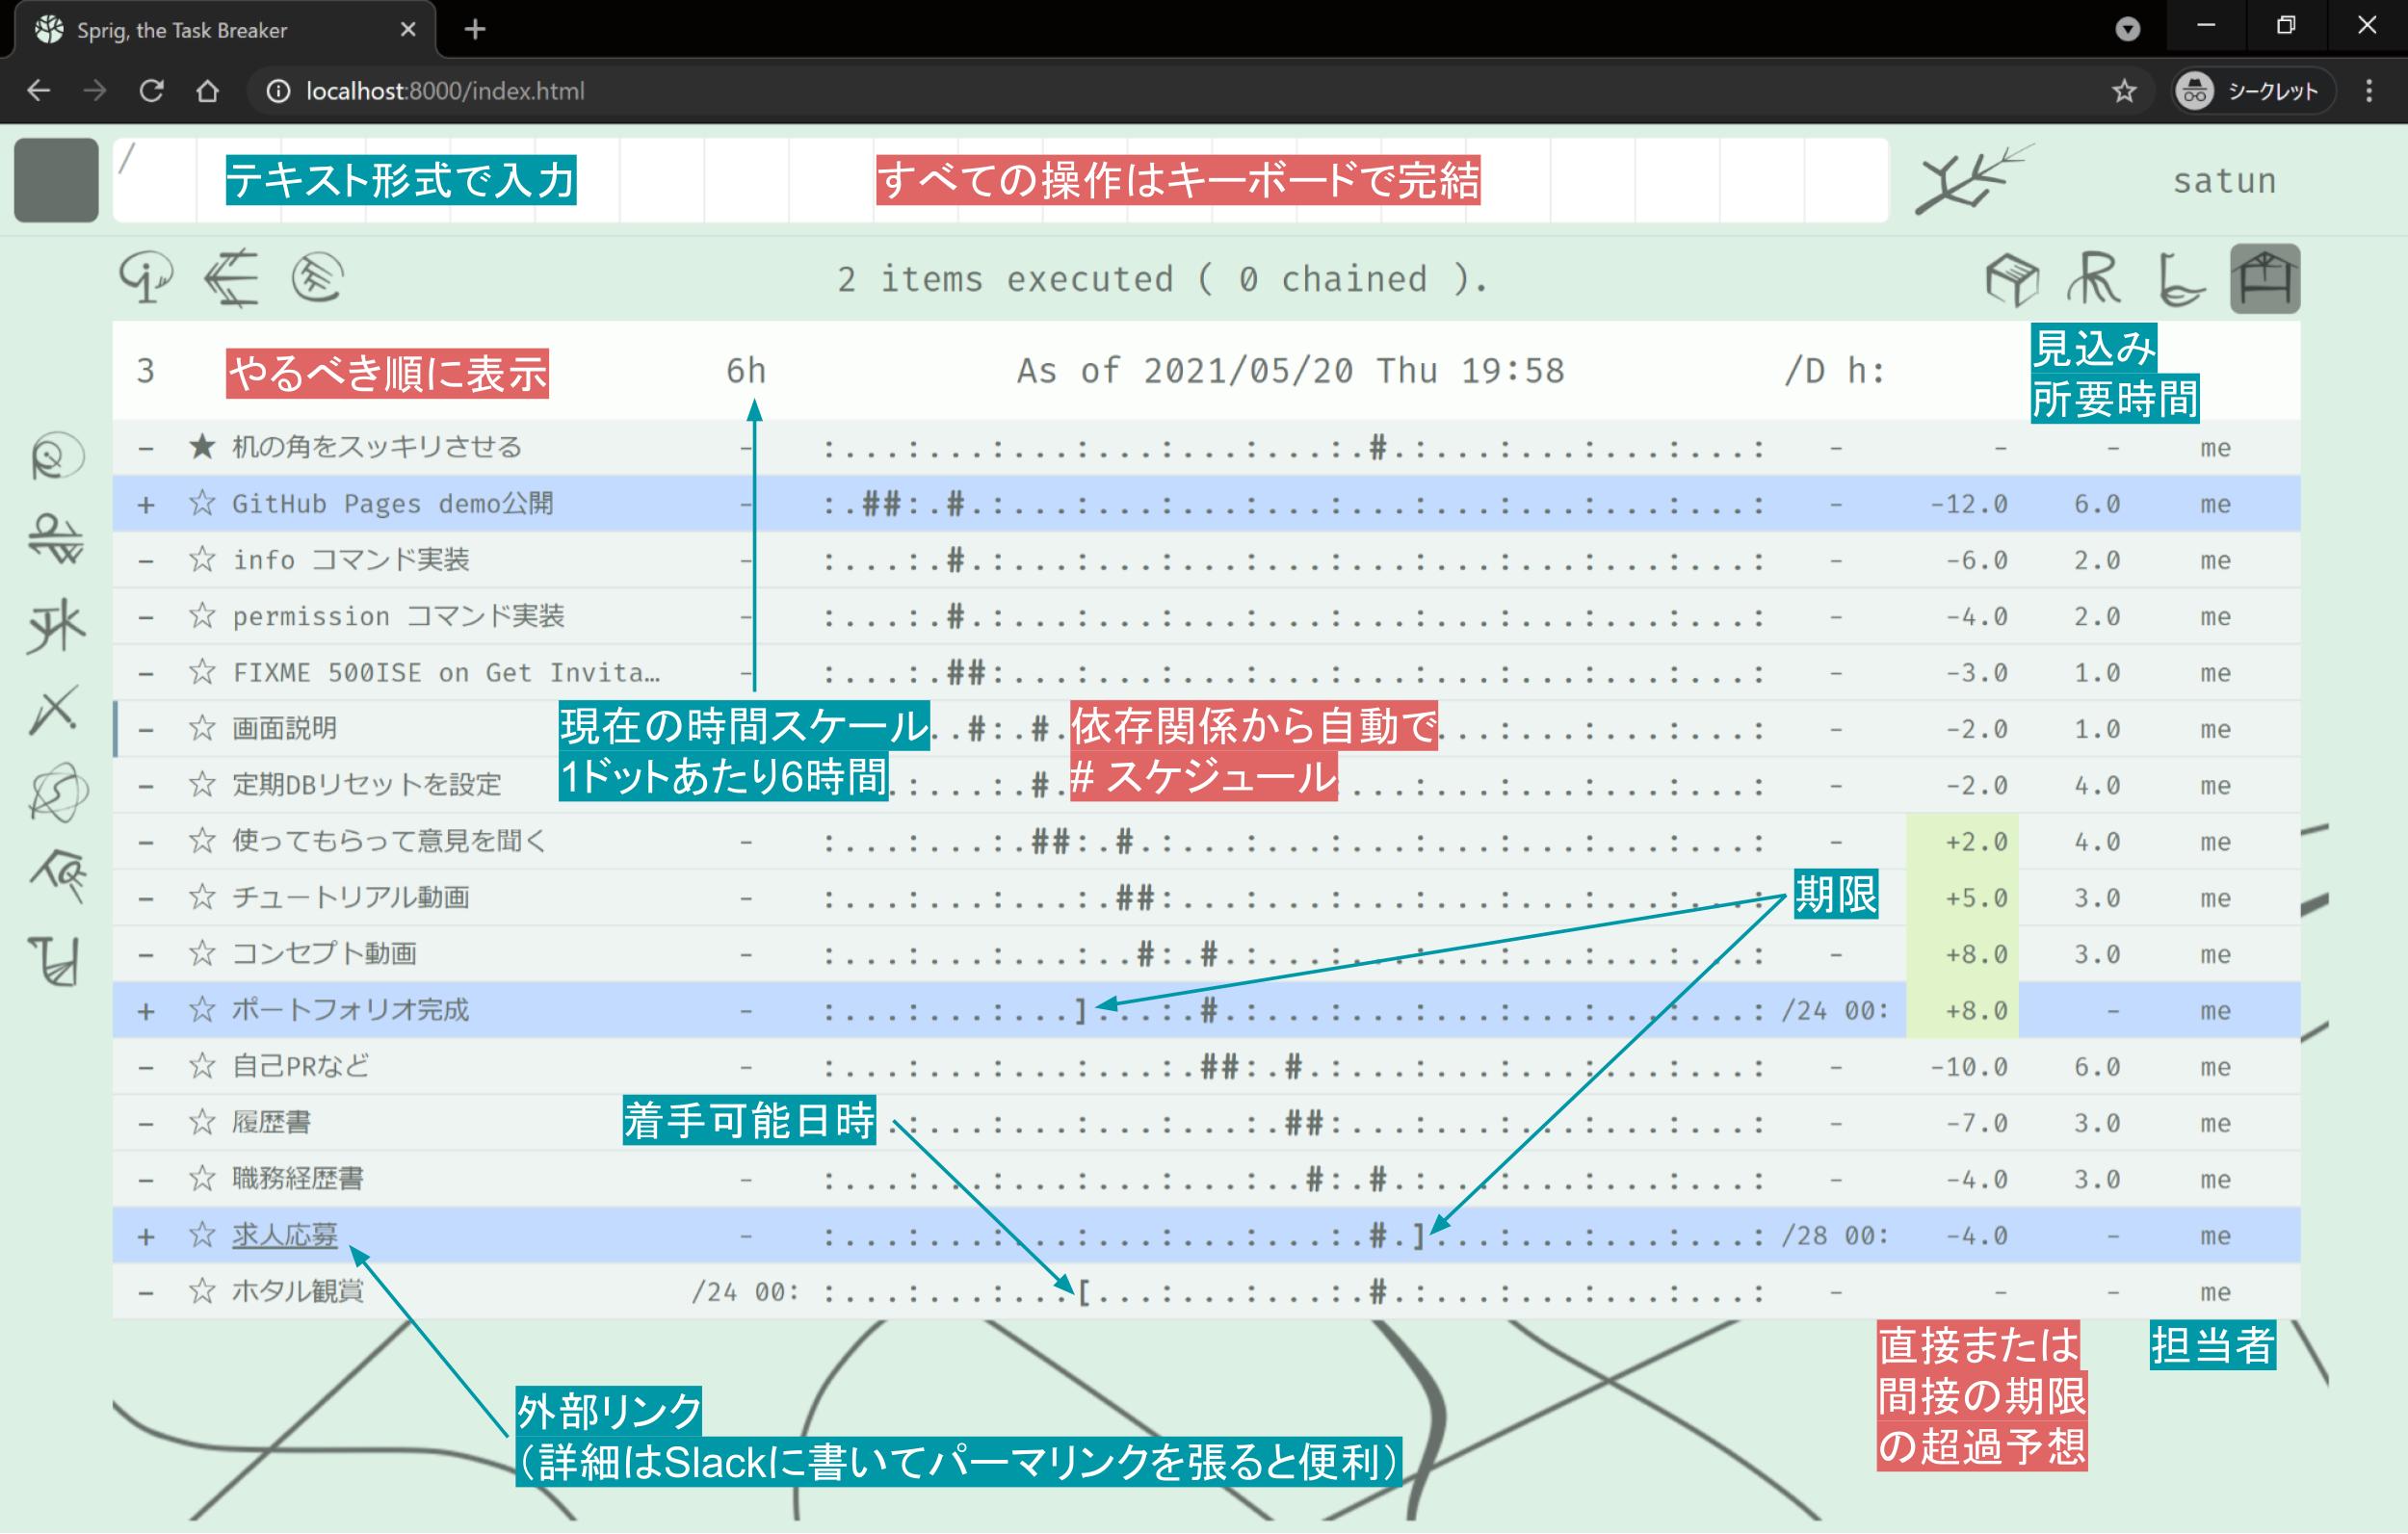 Sprig, the Task Breaker
localhost:8000/index.html シークレット
/ テキスト形式で入力 すべての操作はキーボードで完結 satun
2 items executed ( 0 chained ).
3 やるべき順に表示 6h As of 2021/05/20 Thu 19:58 /D h: 見込み
所要時間
– ★ 机の角をスッキリさせる - :...:...:...:...:...:...:.#.:...:...:...:...: - - - me
+ ☆ GitHub Pages demo公開 - :.##:.#.:...:...:...:...:...:...:...:...:...: - -12.0 6.0 me
– ☆ info コマンド実装 - :...:.#.:...:...:...:...:...:...:...:...:...: - -6.0 2.0 me
– ☆ permission コマンド実装 - :...:.#.:...:...:...:...:...:...:...:...:...: - -4.0 2.0 me
– ☆ FIXME 500ISE on Get Invita… - :...:.##:...:...:...:...:...:...:...:...:...: - -3.0 1.0 me
– ☆ 画面説明 ..#:.#. ...:...:...:...: - -2.0 1.0 me
現在の時間スケール
1ドットあたり6時間
依存関係から自動で
# スケジュール
– ☆ 定期DBリセットを設定 .:...:.#. ...:...:...:...:...: - -2.0 4.0 me
– ☆ 使ってもらって意見を聞く - :...:...:.##:.#.:...:...:...:...:...:...:...: - +2.0 4.0 me
期限
– ☆ チュートリアル動画 - :...:...:...:.##:...:...:...:...:...:...:...: - +5.0 3.0 me
– ☆ コンセプト動画 - :...:...:...:..#:.#.:...:...:...:...:...:...: - +8.0 3.0 me
+ ☆ ポートフォリオ完成 - :...:...:...]...:.#.:...:...:...:...:...:...: /24 00: +8.0 - me
– ☆ 自己PRなど - :...:...:...:...:.##:.#.:...:...:...:...:...: - -10.0 6.0 me
– ☆ 履歴書 着手可能日時 .:...:...:...:...:.##:...:...:...:...:...: - -7.0 3.0 me
– ☆ 職務経歴書 - :...:...:...:...:...:..#:.#.:...:...:...:...: - -4.0 3.0 me
+ ☆ 求人応募 - :...:...:...:...:...:...:.#.]...:...:...:...: /28 00: -4.0 - me
– ☆ ホタル観賞 /24 00: :...:...:...[...:...:...:.#.:...:...:...:...: - - - me
直接または
間接の期限
の超過予想
担当者
外部リンク
（詳細はSlackに書いてパーマリンクを張ると便利）